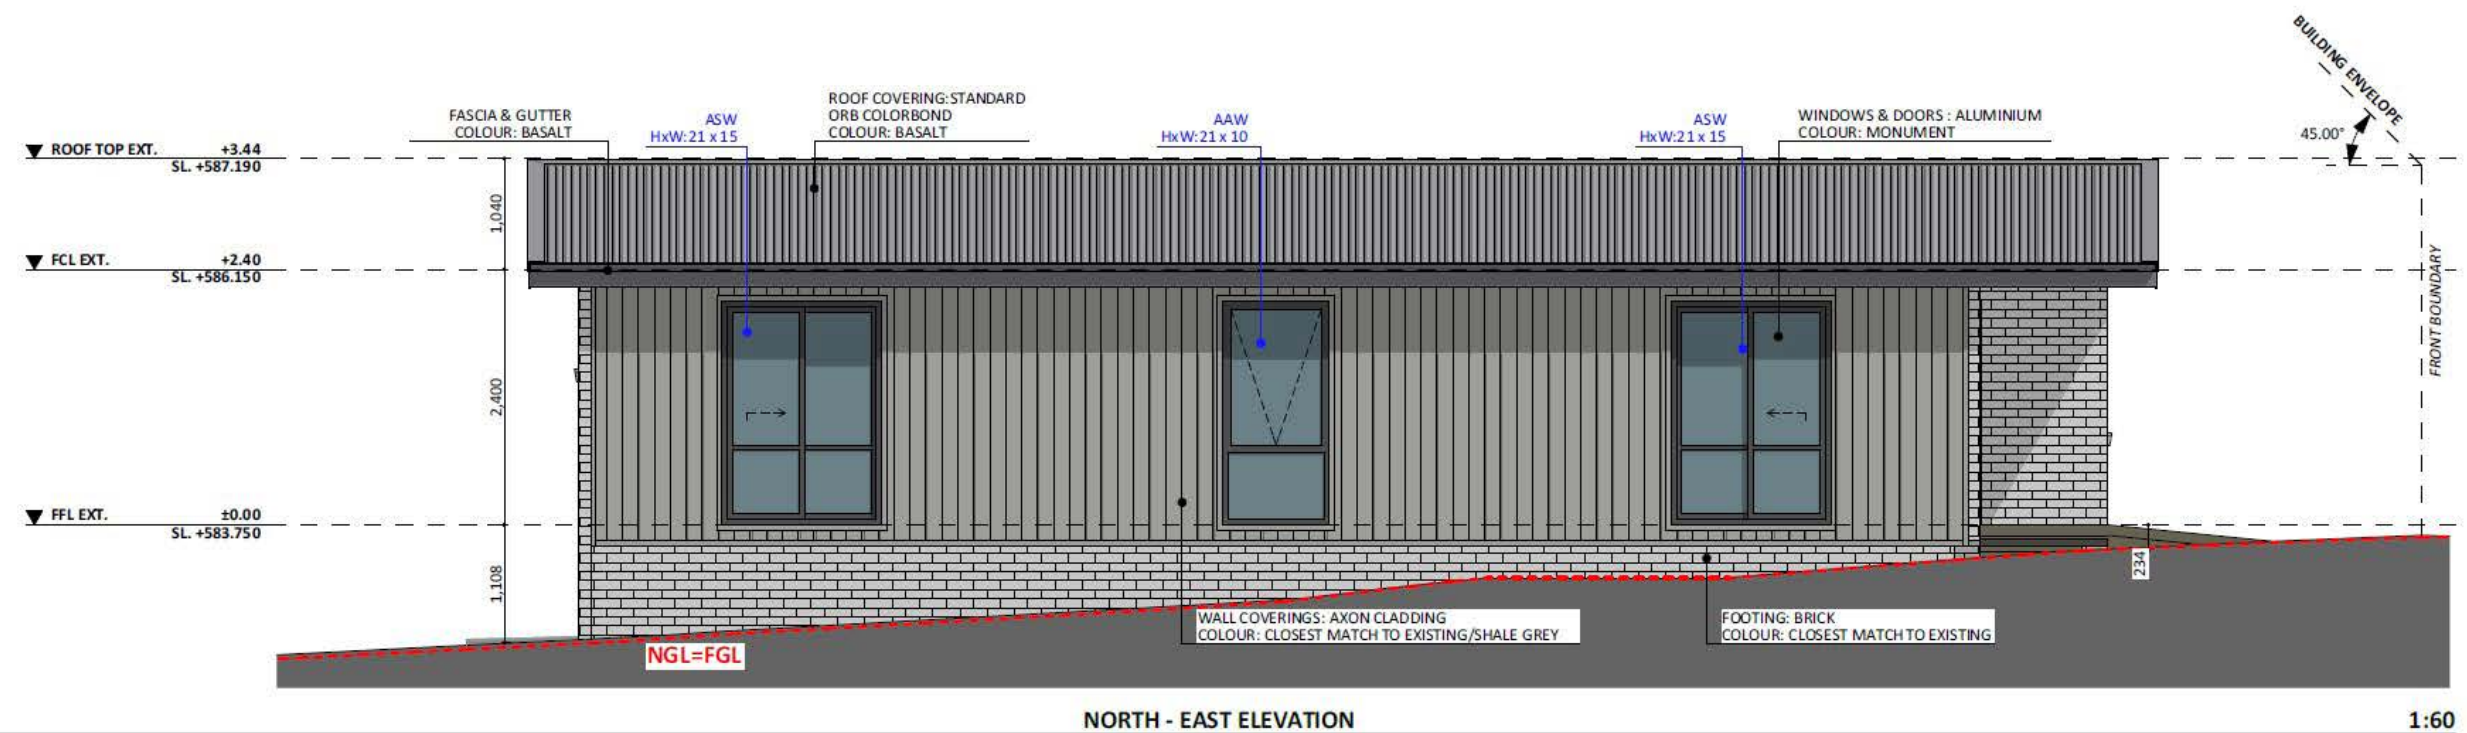 BUILDING ENVELOPE
45.00°
FASCIA & GUTTER
COLOUR: BASALT
ASW
HxW:21 x 15
ROOF COVERING:STANDARD
ORB COLORBOND
COLOUR: BASALT
AAW
HxW:21 x 10
ASW
HxW:21 x 15
WINDOWS & DOORS : ALUMINIUM
COLOUR: MONUMENT
ROOF TOP EXT. +3.44
SL. +587.190
1,040
FCL EXT. +2.40
SL. +586.150
FRONT BOUNDARY
2,400
FFL EXT. ±0.00
SL. +583.750
1,108
234
WALL COVERINGS: AXON CLADDING
COLOUR: CLOSEST MATCH TO EXISTING/SHALE GREY
FOOTING: BRICK
COLOUR: CLOSEST MATCH TO EXISTING
NGL=FGL
NORTH - EAST ELEVATION
1:60